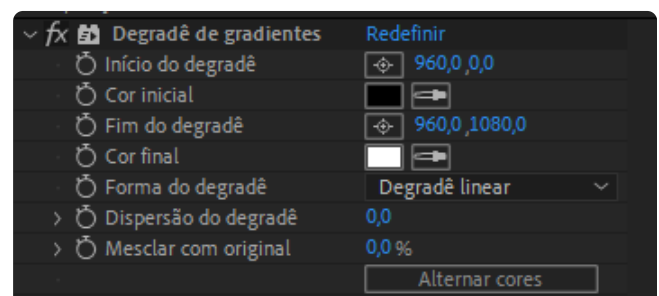 fx Degradê de gradientes Redefinir
Início do degradê 960,0 ,0,0
Cor inicial
Fim do degradê 960,0 ,1080,0
Cor final
Forma do degradê Degradê linear
Dispersão do degradê 0,0
Mesclar com original 0,0 %
Alternar cores